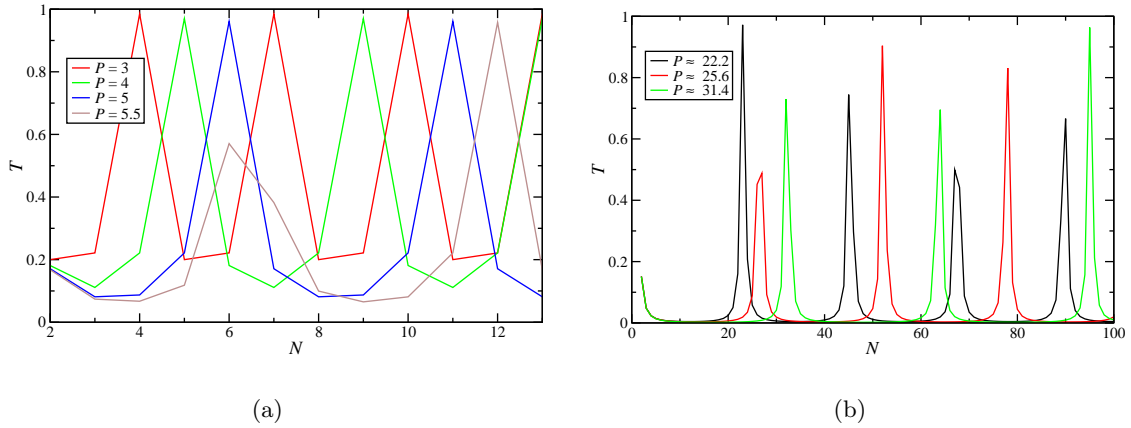 1
0.8
0.6
0.4
0.2
0
T
2 4 6 8 10 12
N
P = 3
P = 4
P = 5
P = 5.5
(a)
1
0.8
0.6
0.4
0.2
0
T
0 20 40 60 80 100
N
P ≈ 22.2
P ≈ 25.6
P ≈ 31.4
(b)